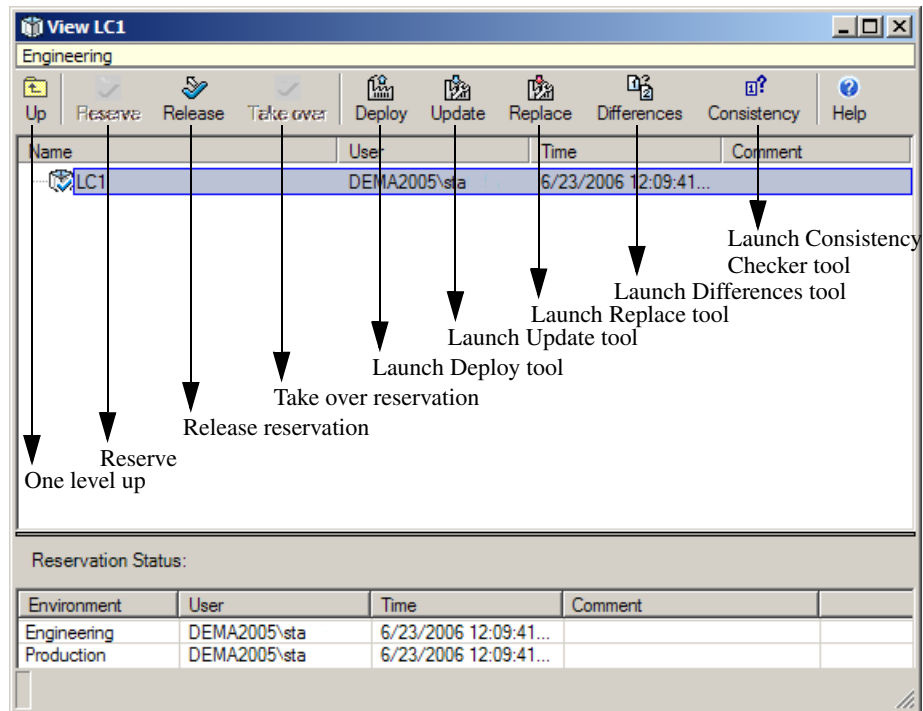 View LC1
Engineering
Up Reserve Release Take over Deploy Update Replace Differences Consistency Help
Name User Time Comment
LC1 DEMA2005\sta 6/23/2006 12:09:41...
Launch Consistency
Checker tool
Launch Differences tool
Launch Replace tool
Launch Update tool
Launch Deploy tool
Take over reservation
Release reservation
Reserve
One level up
Reservation Status:
Environment User Time Comment
Engineering DEMA2005\sta 6/23/2006 12:09:41...
Production DEMA2005\sta 6/23/2006 12:09:41...